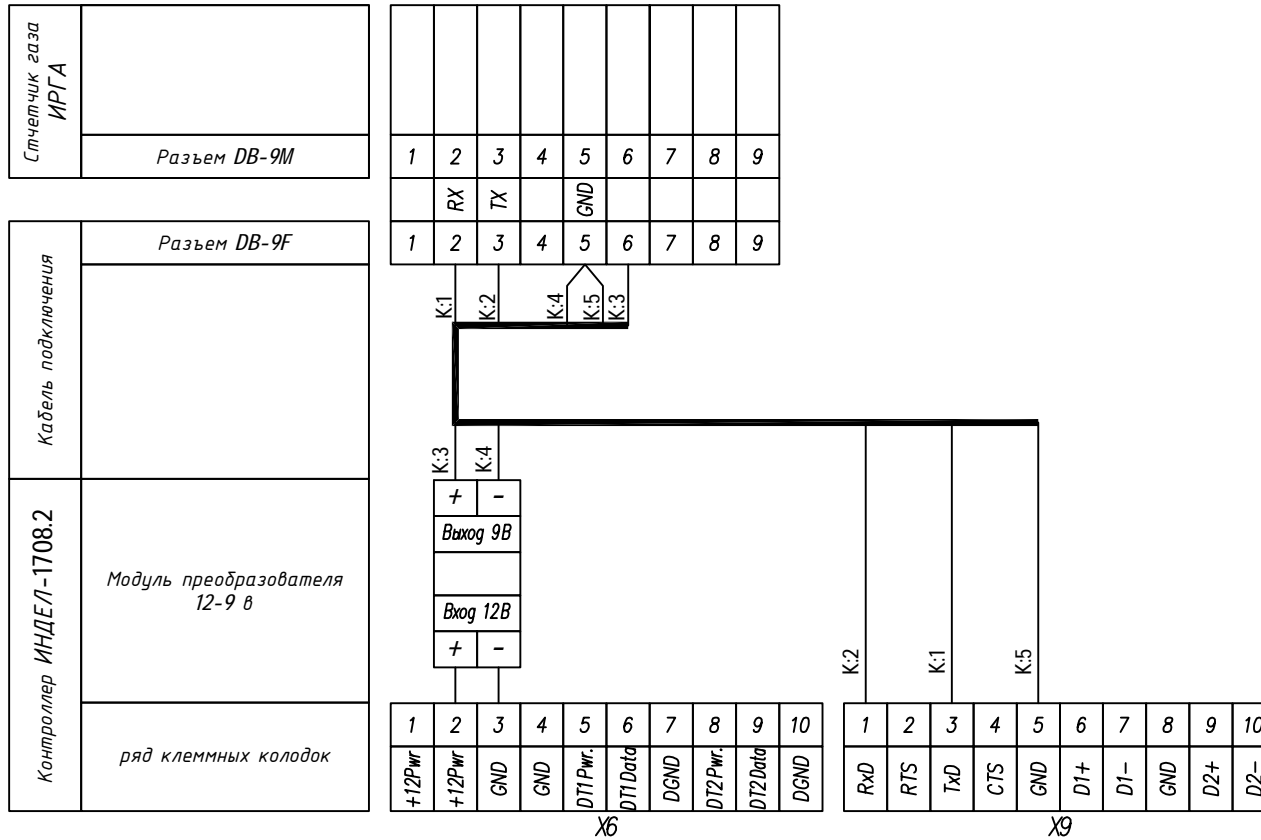 Стчетчик газа
ИРГА
Разъем DB-9M
1 2 3 4 5 6 7 8 9
RX TX GND
Кабель подключения
Разъем DB-9F
1 2 3 4 5 6 7 8 9
K:1 K:2 K:4 K:5 K:3
K:3 K:4
+ -
Выход 9В
Контроллер ИНДЕЛ-1708.2
Модуль преобразователя
12-9 в
Вход 12В
+ -
K:2 K:1 K:5
ряд клеммных колодок
1 2 3 4 5 6 7 8 9 10
+12Pwr +12Pwr GND GND DT1Pwr. DT1Data DGND DT2Pwr. DT2Data DGND
X6
1 2 3 4 5 6 7 8 9 10
RxD RTS TxD CTS GND D1+ D1- GND D2+ D2-
X9